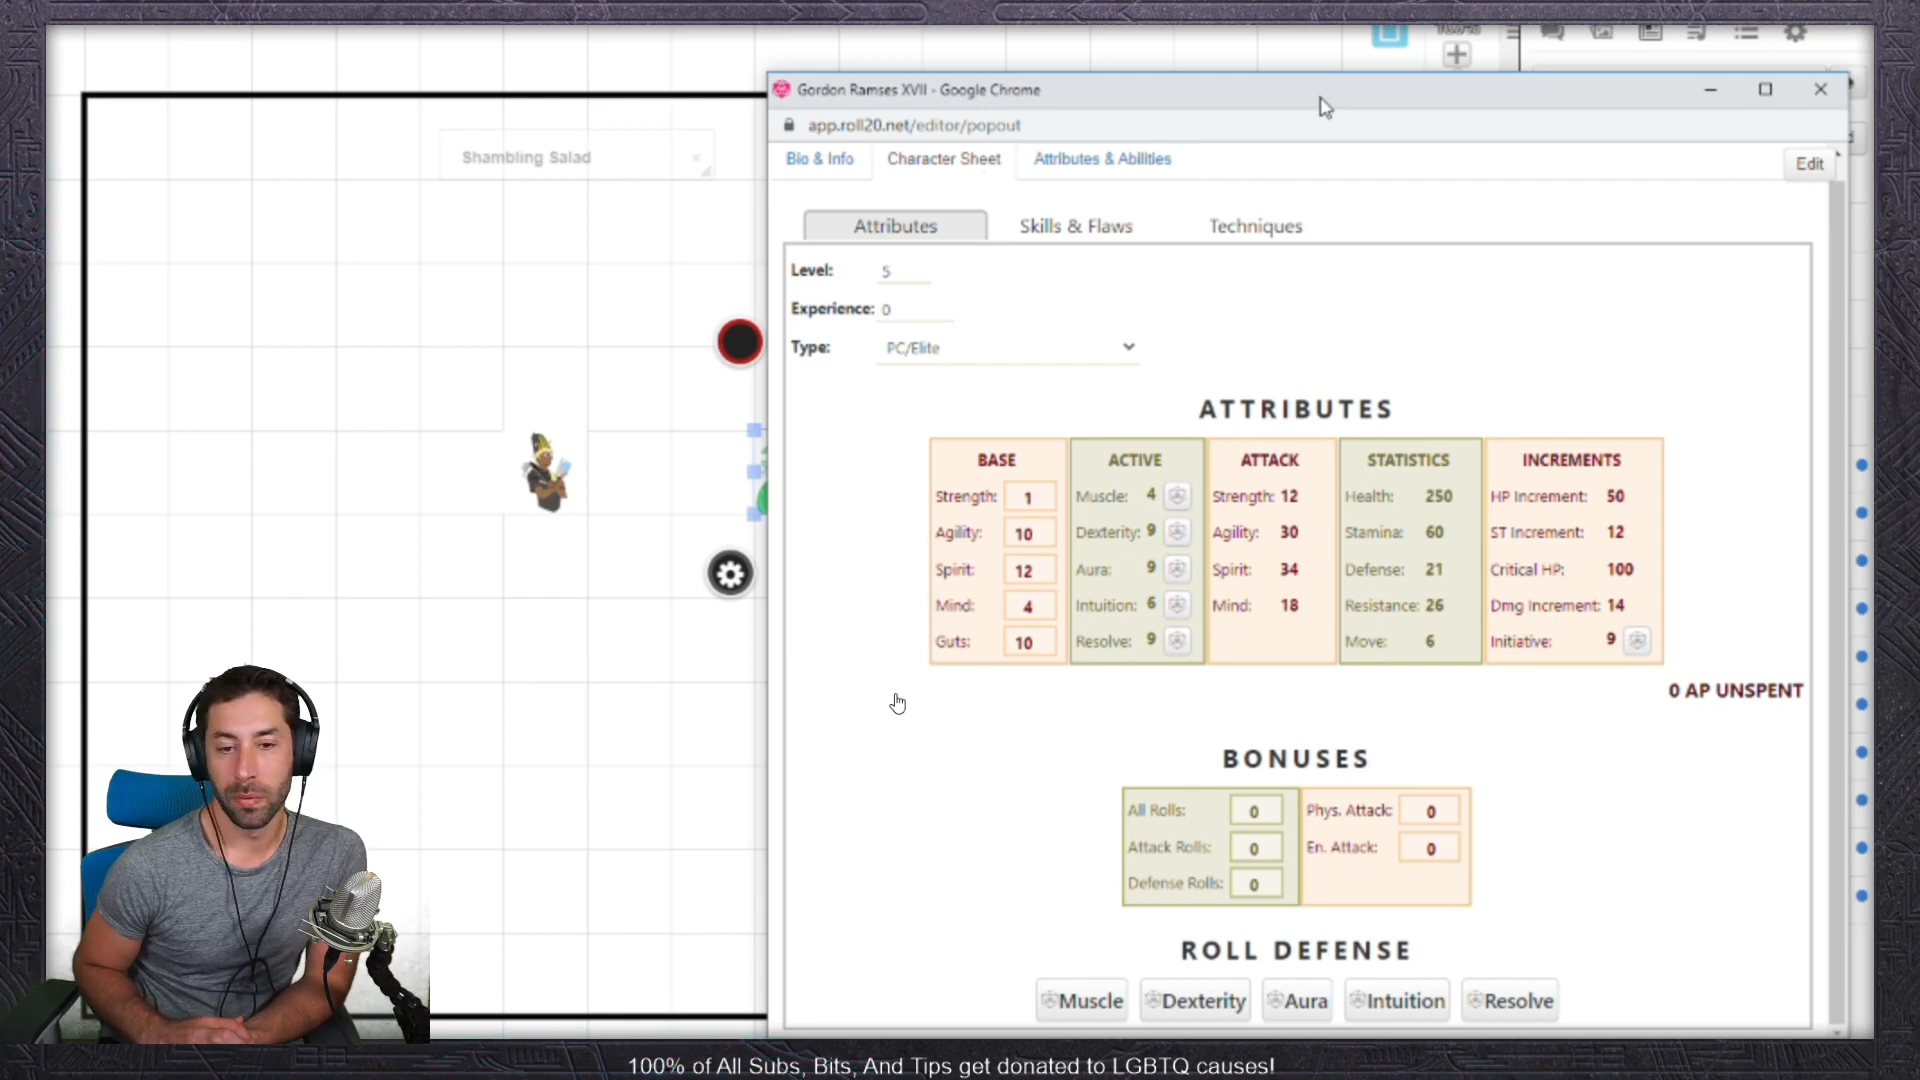 Gordon Ramses XVII - Google Chrome
app.roll20.net/editor/popout
Shambling Salad
Bio & Info
Character Sheet
Attributes & Abilities
Edit
Attributes
Skills & Flaws
Techniques
Level: 5
Experience: 0
Type: PC/Elite
ATTRIBUTES
BASE ACTIVE ATTACK STATISTICS INCREMENTS
Strength: 1 Muscle: 4 Strength: 12 Health: 250 HP Increment: 50
Agility: 10 Dexterity: 9 Agility: 30 Stamina: 60 ST Increment: 12
Spirit: 12 Aura: 9 Spirit: 34 Defense: 21 Critical HP: 100
Mind: 4 Intuition: 6 Mind: 18 Resistance: 26 Dmg Increment: 14
Guts: 10 Resolve: 9 Move: 6 Initiative: 9
0 AP UNSPENT
BONUSES
All Rolls: 0 Phys. Attack: 0
Attack Rolls: 0 En. Attack: 0
Defense Rolls: 0
ROLL DEFENSE
Muscle Dexterity Aura Intuition Resolve
100% of All Subs, Bits, And Tips get donated to LGBTQ causes!